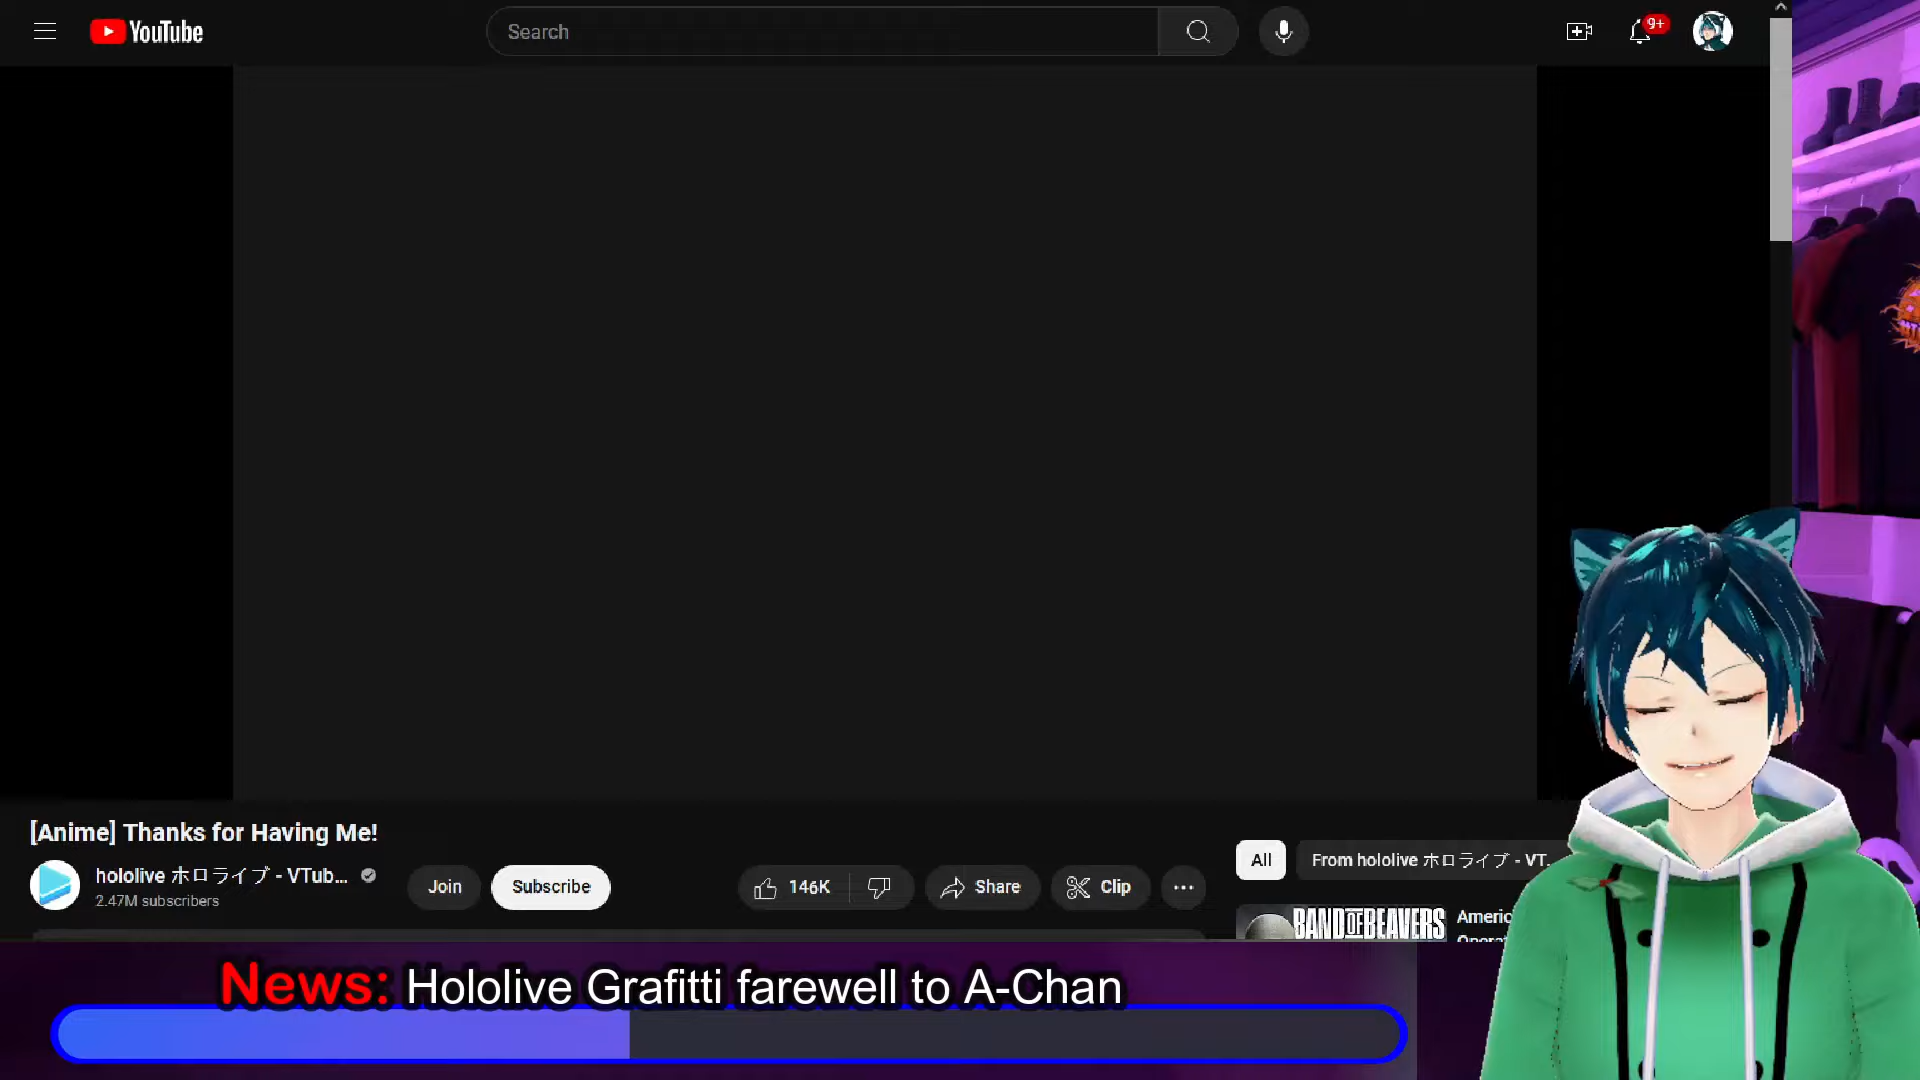 YouTube
Search
9+
[Anime] Thanks for Having Me!
hololive ホロライブ - VTub...
2.47M subscribers
Join
Subscribe
146K
Share
Clip
All
From hololive ホロライブ - VT.
BAND OF BEAVERS
Americ
Operat
News: Hololive Grafitti farewell to A-Chan